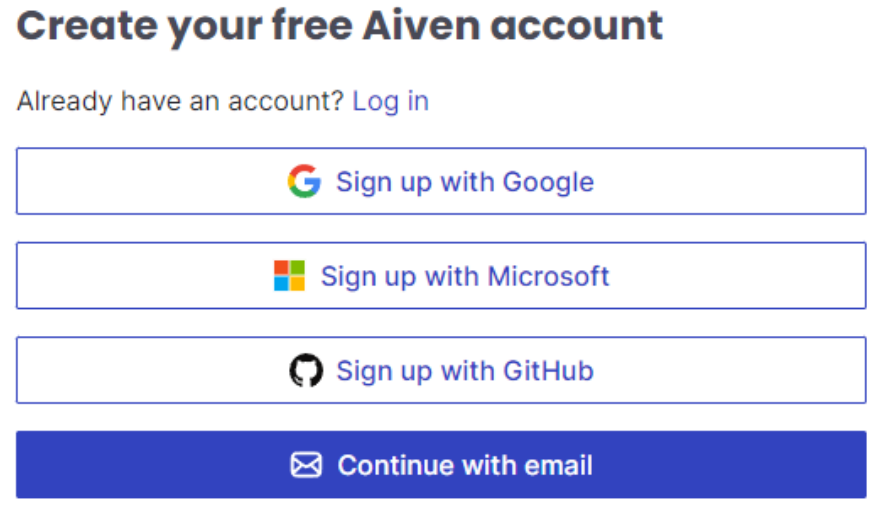 Create your free Aiven account
Already have an account? Log in
Sign up with Google
Sign up with Microsoft
Sign up with GitHub
Continue with email